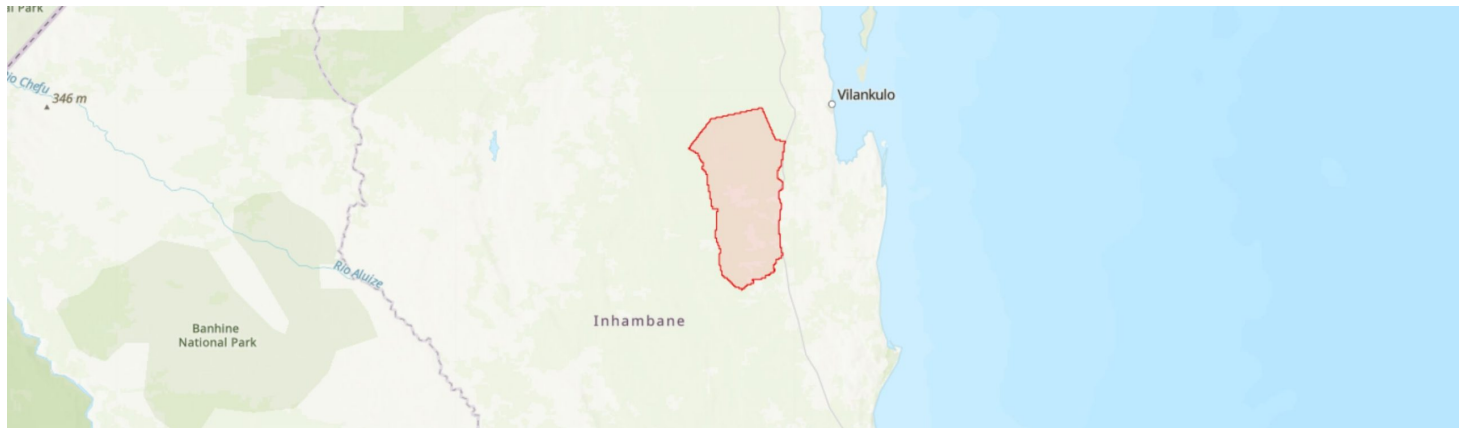 Park
Rio Chefu
346 m
Vilankulo
Rio Aluize
Inhambane
Banhine
National Park